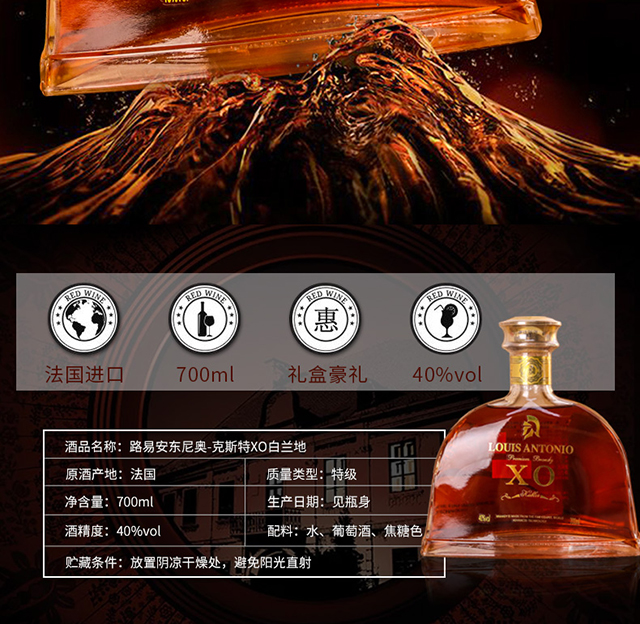 RED WINE
RED WINE
RED WINE
RED WINE
惠
法国进口
700ml
礼盒豪礼
40%vol
酒品名称：路易安东尼奥-克斯特XO白兰地
原酒产地：法国
质量类型：特级
净含量：700ml
生产日期：见瓶身
酒精度：40%vol
配料：水、葡萄酒、焦糖色
贮藏条件：放置阴凉干燥处，避免阳光直射
LOUIS ANTONIO
Premium Brandy
XO